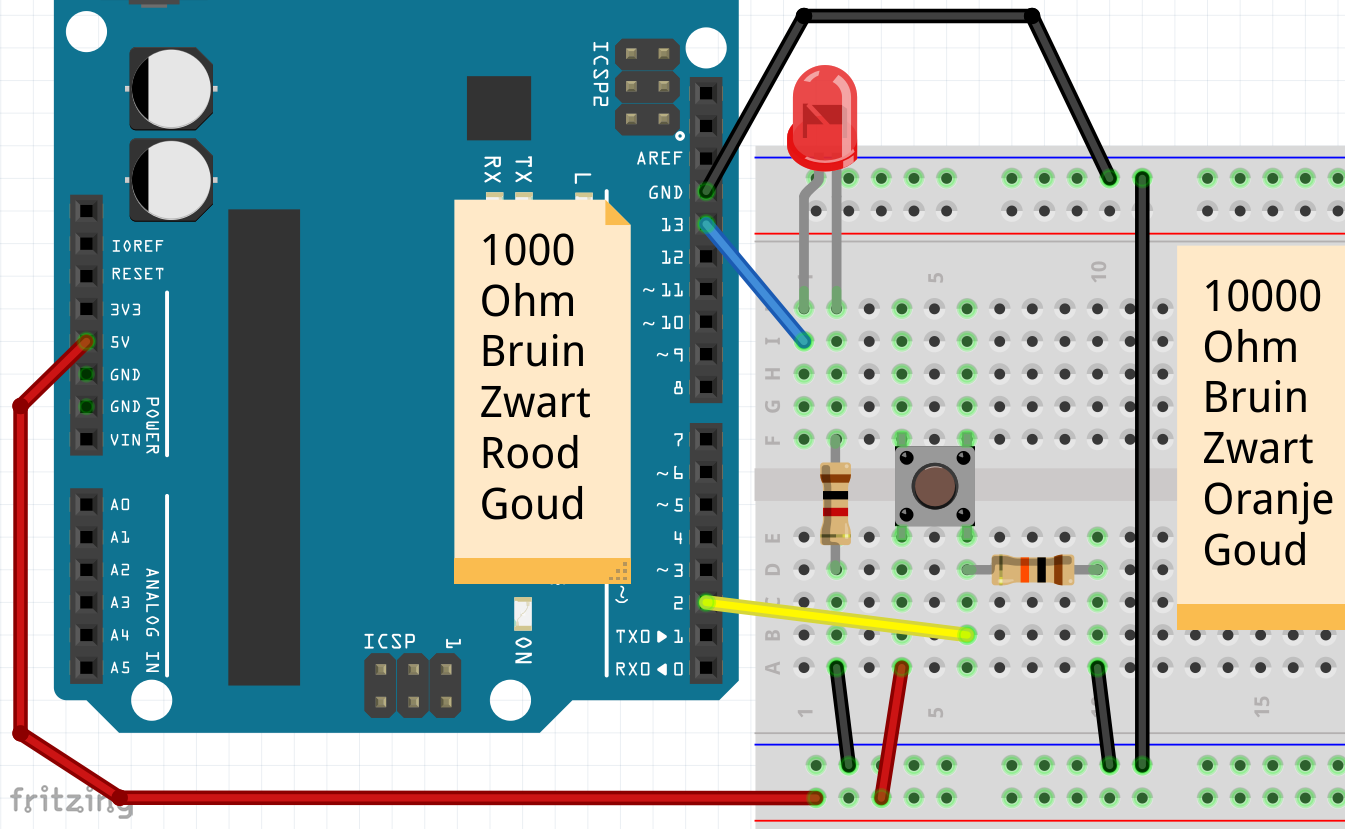 ICSP2
AREF
GND
13
12
~11
~10
~9
8
7
~6
~5
4
~3
2
TX0▶1
RX0◀0
RX
TX
L
IOREF
RESET
3V3
5V
GND
GND
VIN
POWER
A0
A1
A2
A3
A4
A5
ANALOG IN
ICSP
1
ON
1000
Ohm
Bruin
Zwart
Rood
Goud
10000
Ohm
Bruin
Zwart
Oranje
Goud
1
5
10
I
H
G
F
E
D
C
B
A
1
5
10
15
fritzing